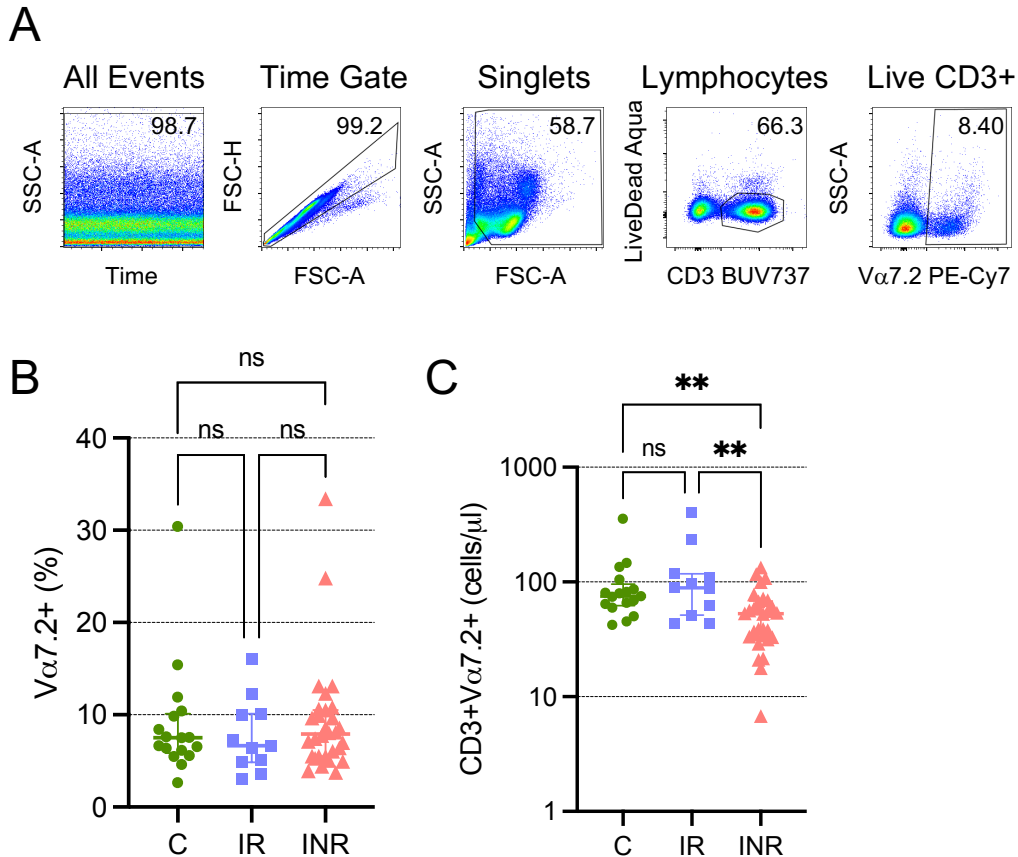 A
All Events
Time Gate
Singlets
Lymphocytes
Live CD3+
98.7
99.2
58.7
66.3
8.40
SSC-A
FSC-H
SSC-A
LiveDead Aqua
SSC-A
Time
FSC-A
FSC-A
CD3 BUV737
Vα7.2 PE-Cy7
B
ns
ns
ns
40
30
20
10
0
Vα7.2+ (%)
C
IR
INR
C
**
ns
**
1000
100
10
1
CD3+Vα7.2+ (cells/µl)
C
IR
INR